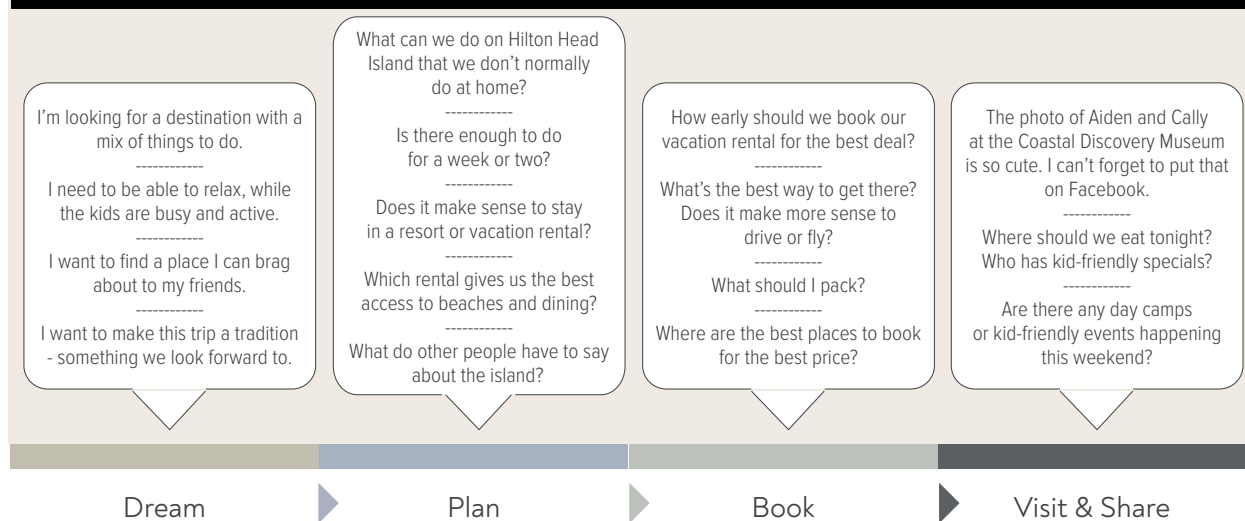 I'm looking for a destination with a
mix of things to do.
------------
I need to be able to relax, while
the kids are busy and active.
------------
I want to find a place I can brag
about to my friends.
------------
I want to make this trip a tradition
- something we look forward to.
What can we do on Hilton Head
Island that we don’t normally
do at home?
------------
Is there enough to do
for a week or two?
------------
Does it make sense to stay
in a resort or vacation rental?
------------
Which rental gives us the best
access to beaches and dining?
------------
What do other people have to say
about the island?
How early should we book our
vacation rental for the best deal?
------------
What’s the best way to get there?
Does it make more sense to
drive or fly?
------------
What should I pack?
------------
Where are the best places to book
for the best price?
The photo of Aiden and Cally
at the Coastal Discovery Museum
is so cute. I can’t forget to put that
on Facebook.
------------
Where should we eat tonight?
Who has kid-friendly specials?
------------
Are there any day camps
or kid-friendly events happening
this weekend?
Dream
Plan
Book
Visit & Share